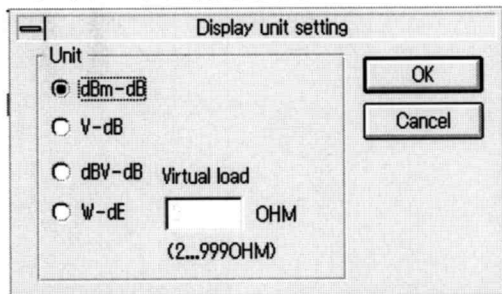 Display unit setting
Unit
dBm-dB
V-dB
dBV-dB
Virtual load
W-dE
OHM
(2...999OHM)
OK
Cancel